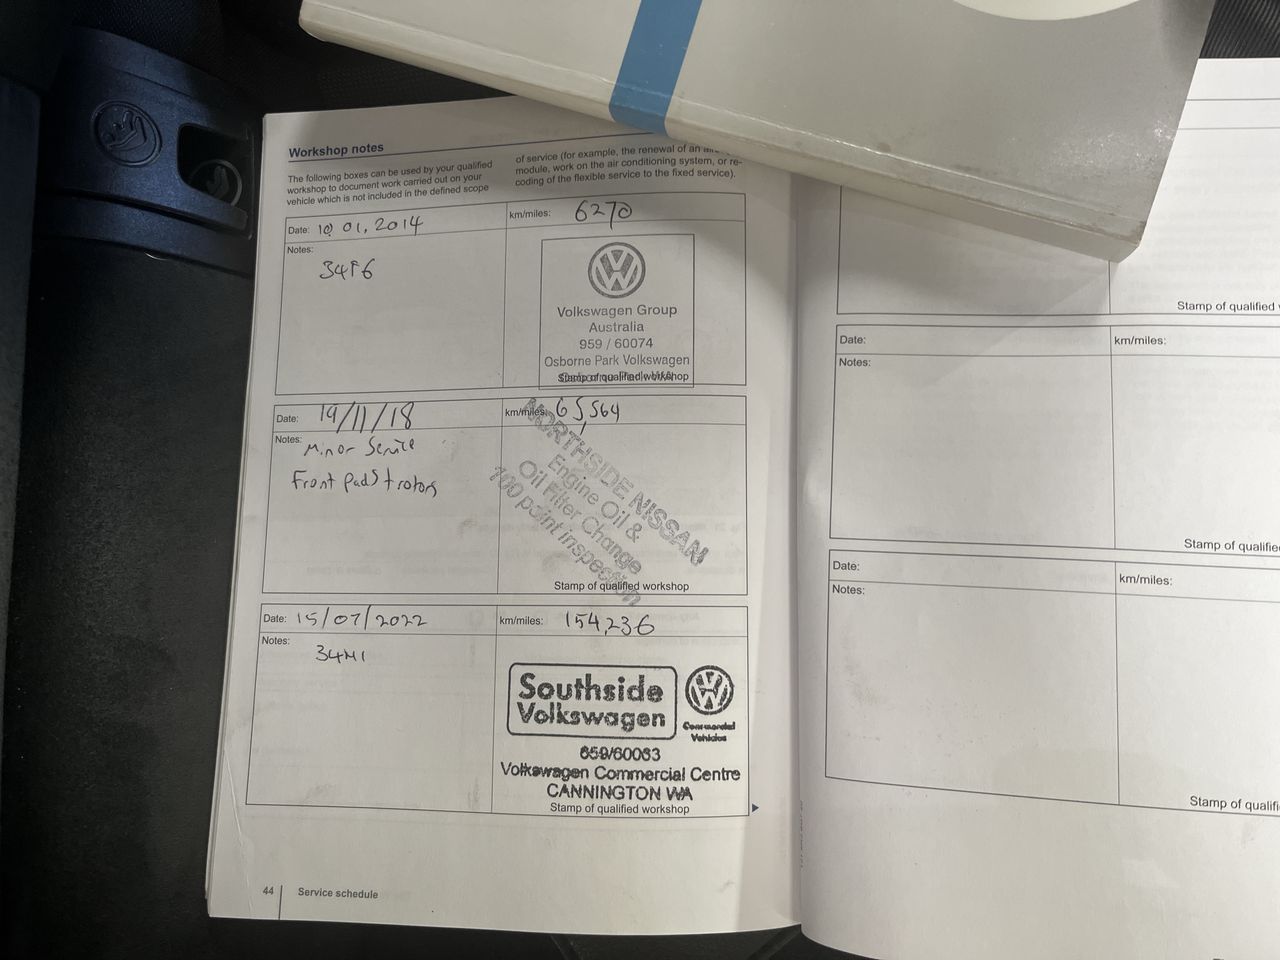 Workshop notes
The following boxes can be used by your qualified
workshop to document work carried out on your
vehicle which is not included in the defined scope
of service (for example, the renewal of an
module, work on the air conditioning system, or re-
coding of the flexible service to the fixed service).
Date: 10.01.2014
km/miles: 6270
Notes:
34F6
Volkswagen Group
Australia
959 / 60074
Osborne Park Volkswagen
Stamp of qualified workshop
Date: 19/11/18
km/miles: 65,564
Notes: Minor Service
Front pads + rotors
NORTHSIDE NISSAN
Engine Oil &
Oil Filter Change
100 point inspection
Stamp of qualified workshop
Date: 15/07/2022
km/miles: 154,236
Notes:
34H1
Southside
Volkswagen
Commercial
Vehicles
659/60063
Volkswagen Commercial Centre
CANNINGTON WA
Stamp of qualified workshop
44 Service schedule
Stamp of qualified
Date:
km/miles:
Notes:
Stamp of
Date:
km/miles:
Notes:
Stamp of